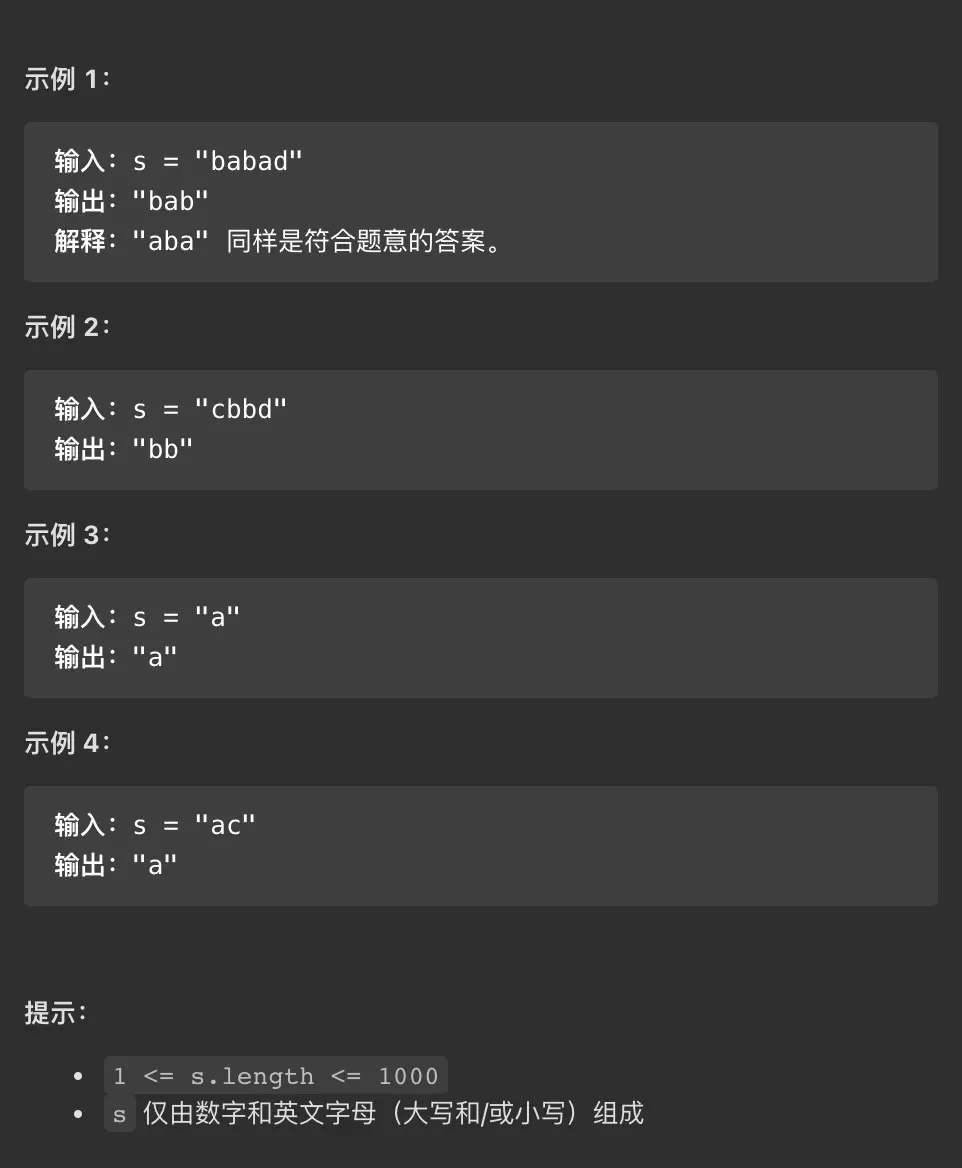 示例 1：
输入：s = "babad"
输出："bab"
解释："aba" 同样是符合题意的答案。
示例 2：
输入：s = "cbbd"
输出："bb"
示例 3：
输入：s = "a"
输出："a"
示例 4：
输入：s = "ac"
输出："a"
提示：
1 <= s.length <= 1000
s 仅由数字和英文字母（大写和/或小写）组成